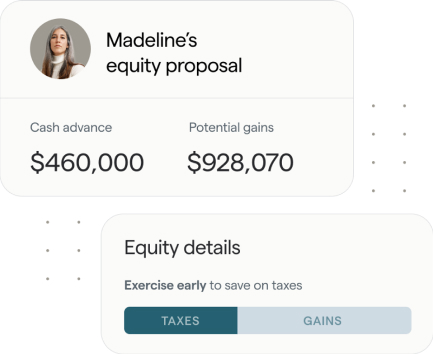 Madeline's
equity proposal
Cash advance
Potential gains
$460,000
$928,070
Equity details
Exercise early to save on taxes
TAXES
GAINS